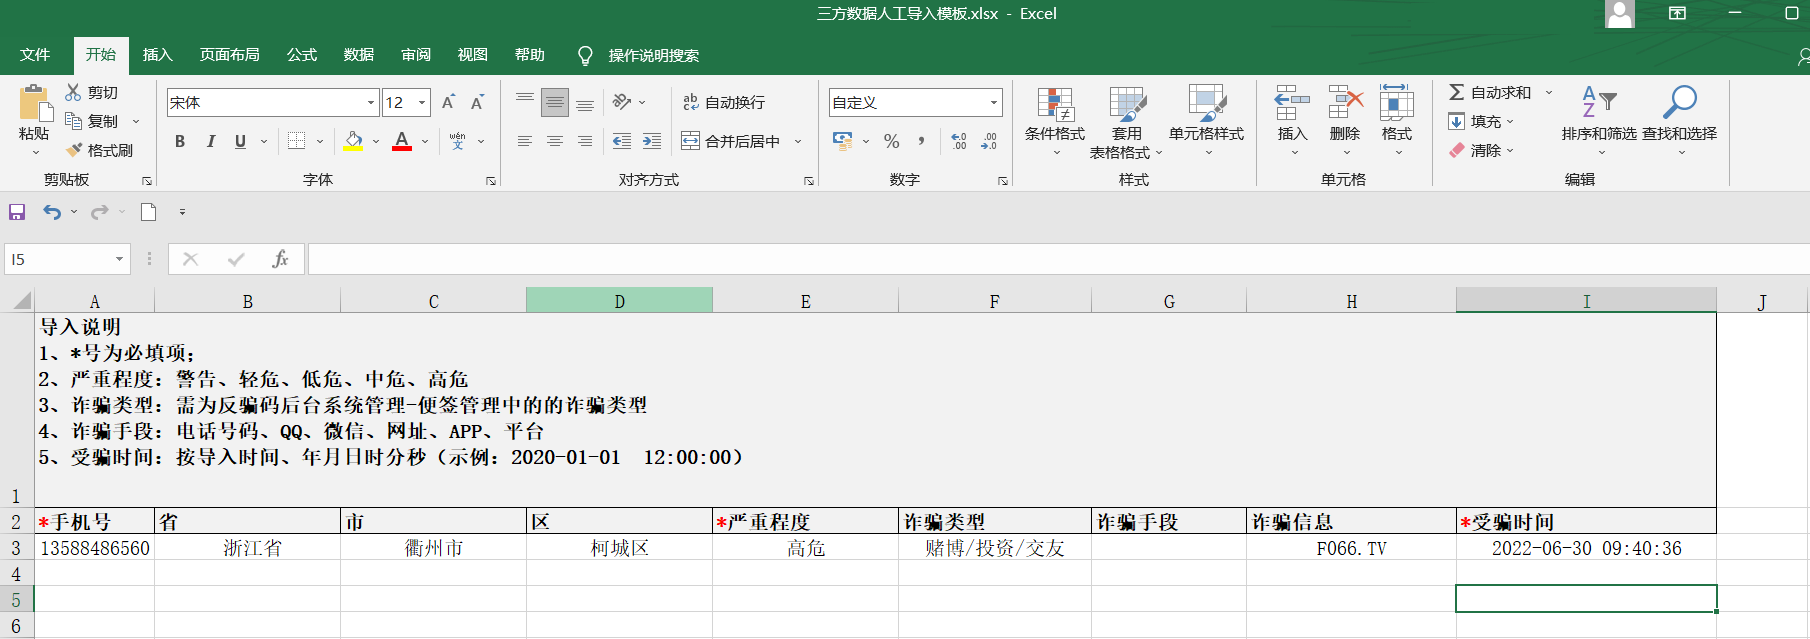 三方数据人工导入模板.xlsx - Excel
文件 开始 插入 页面布局 公式 数据 审阅 视图 帮助 操作说明搜索
粘贴 剪切 复制 格式刷
剪贴板
宋体 12
B I U wén 文
字体
ab 自动换行
合并后居中
对齐方式
自定义
% ,
数字
条件格式 套用 表格格式 单元格样式
样式
插入 删除 格式
单元格
Σ 自动求和
填充
清除
排序和筛选 查找和选择
编辑
I5 fx
A B C D E F G H I J
导入说明
1、*号为必填项；
2、严重程度：警告、轻危、低危、中危、高危
3、诈骗类型：需为反骗码后台系统管理-便签管理中的的诈骗类型
4、诈骗手段：电话号码、QQ、微信、网址、APP、平台
5、受骗时间：按导入时间、年月日时分秒（示例：2020-01-01 12:00:00）
1
2 *手机号 省 市 区 *严重程度 诈骗类型 诈骗手段 诈骗信息 *受骗时间
3 13588486560 浙江省 衢州市 柯城区 高危 赌博/投资/交友 F066.TV 2022-06-30 09:40:36
4
5
6